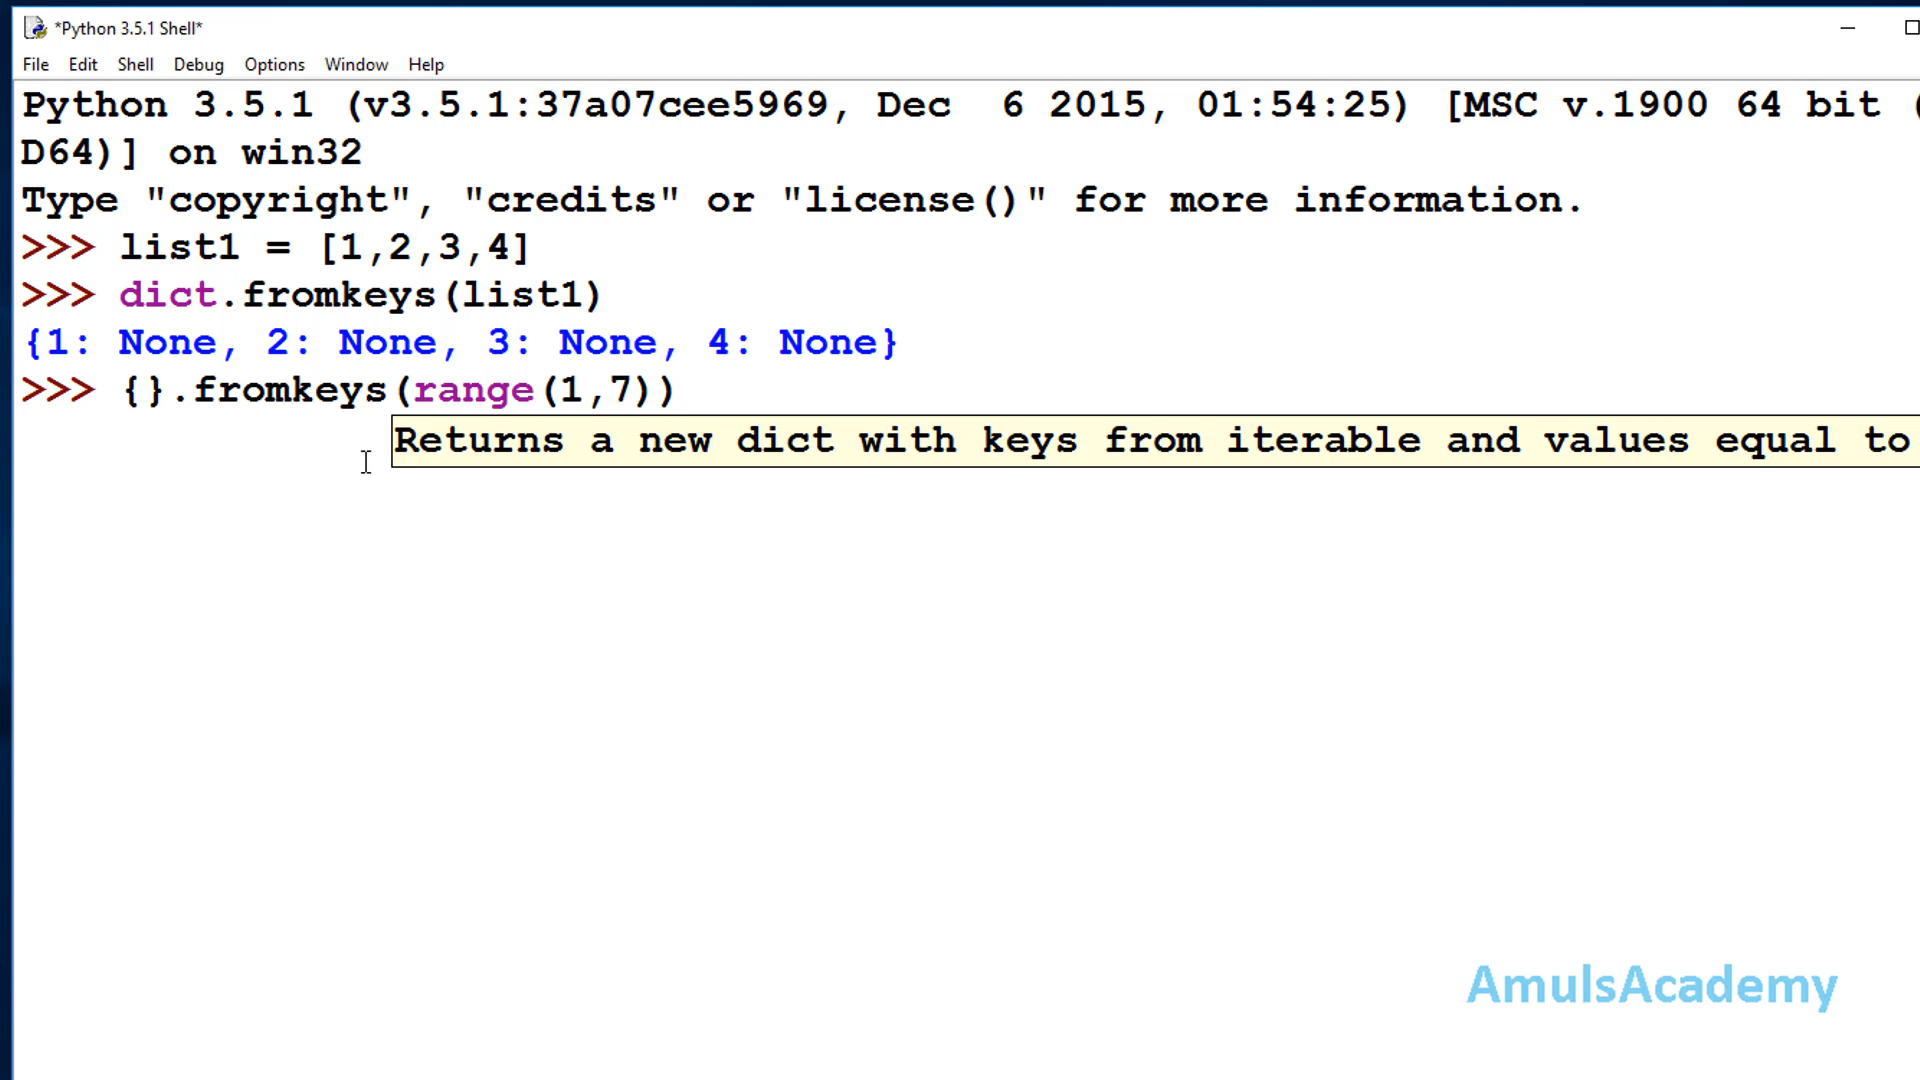 *Python 3.5.1 Shell*
File Edit Shell Debug Options Window Help
Python 3.5.1 (v3.5.1:37a07cee5969, Dec  6 2015, 01:54:25) [MSC v.1900 64 bit (
D64)] on win32
Type "copyright", "credits" or "license()" for more information.
>>> list1 = [1,2,3,4]
>>> dict.fromkeys(list1)
{1: None, 2: None, 3: None, 4: None}
>>> {}.fromkeys(range(1,7))
Returns a new dict with keys from iterable and values equal to
AmulsAcademy